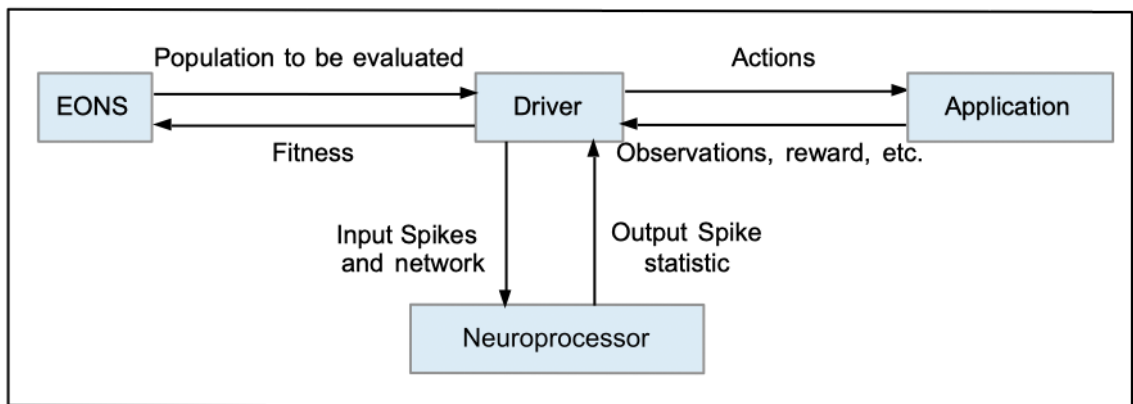 Population to be evaluated
Actions
EONS
Driver
Application
Fitness
Observations, reward, etc.
Input Spikes
and network
Output Spike
statistic
Neuroprocessor